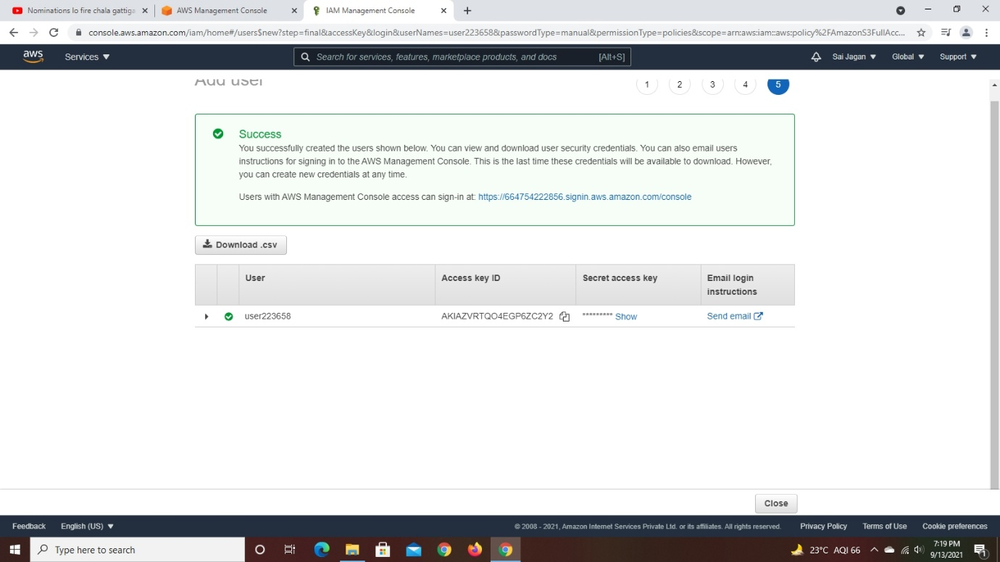 Nominations lo fire chala gattiga
AWS Management Console
IAM Management Console
console.aws.amazon.com/iam/home#/users$new?step=final&accessKey&login&userNames=user223658&passwordType=manual&permissionType=policies&scope=arn:aws:iam::aws:policy%2FAmazonS3FullAcc...
aws
Services
Search for services, features, marketplace products, and docs
[Alt+S]
Sai Jagan
Global
Support
Add user
1
2
3
4
5
Success
You successfully created the users shown below. You can view and download user security credentials. You can also email users
instructions for signing in to the AWS Management Console. This is the last time these credentials will be available to download. However,
you can create new credentials at any time.
Users with AWS Management Console access can sign-in at: https://664754222856.signin.aws.amazon.com/console
Download .csv
User
Access key ID
Secret access key
Email login
instructions
user223658
AKIAZVRTQO4EGP6ZC2Y2
********* Show
Send email
Close
Feedback
English (US)
© 2008 - 2021, Amazon Internet Services Private Ltd. or its affiliates. All rights reserved.
Privacy Policy
Terms of Use
Cookie preferences
Type here to search
23°C AQI 66
7:19 PM
9/13/2021
1